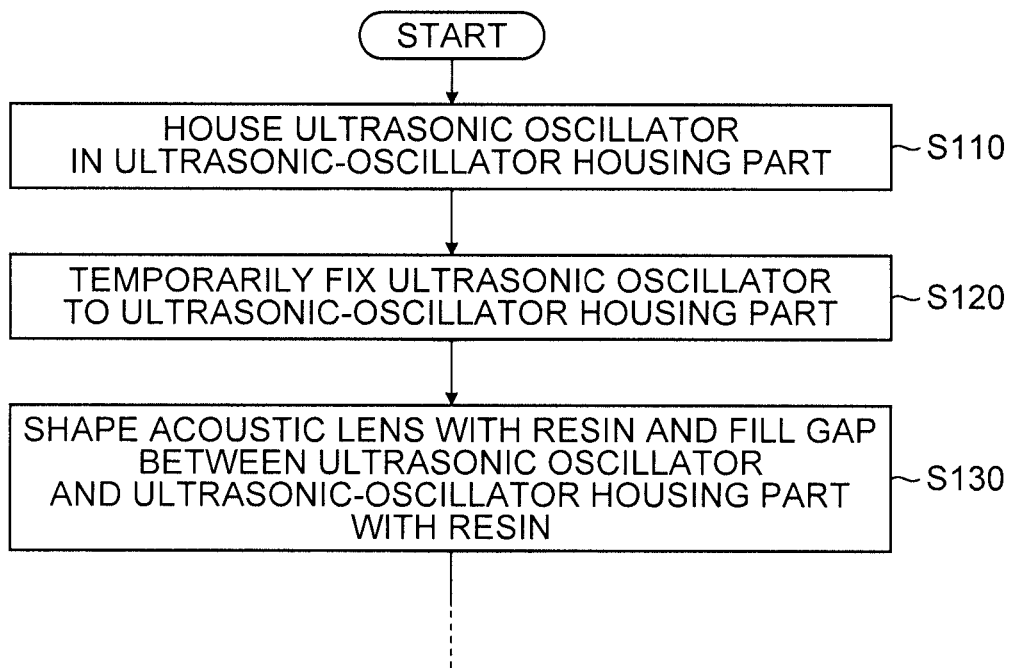 START
HOUSE ULTRASONIC OSCILLATOR
IN ULTRASONIC-OSCILLATOR HOUSING PART
S110
TEMPORARILY FIX ULTRASONIC OSCILLATOR
TO ULTRASONIC-OSCILLATOR HOUSING PART
S120
SHAPE ACOUSTIC LENS WITH RESIN AND FILL GAP
BETWEEN ULTRASONIC OSCILLATOR
AND ULTRASONIC-OSCILLATOR HOUSING PART
WITH RESIN
S130